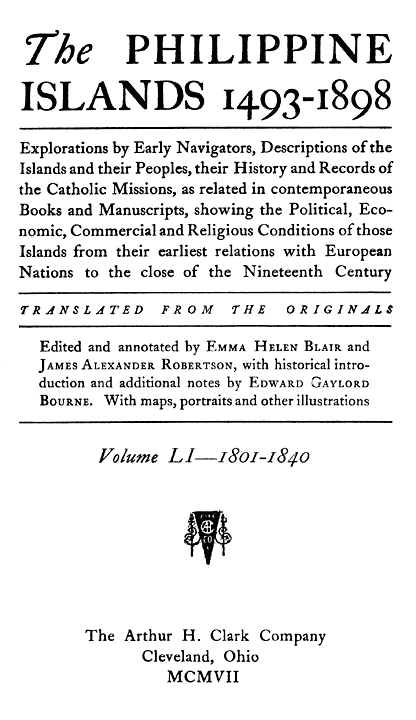 The PHILIPPINE
ISLANDS 1493-1898
Explorations by Early Navigators, Descriptions of the
Islands and their Peoples, their History and Records of
the Catholic Missions, as related in contemporaneous
Books and Manuscripts, showing the Political, Eco-
nomic, Commercial and Religious Conditions of those
Islands from their earliest relations with European
Nations to the close of the Nineteenth Century
TRANSLATED FROM THE ORIGINALS
Edited and annotated by EMMA HELEN BLAIR and
JAMES ALEXANDER ROBERTSON, with historical intro-
duction and additional notes by EDWARD GAYLORD
BOURNE. With maps, portraits and other illustrations
Volume LI—1801-1840
The Arthur H. Clark Company
Cleveland, Ohio
MCMVII